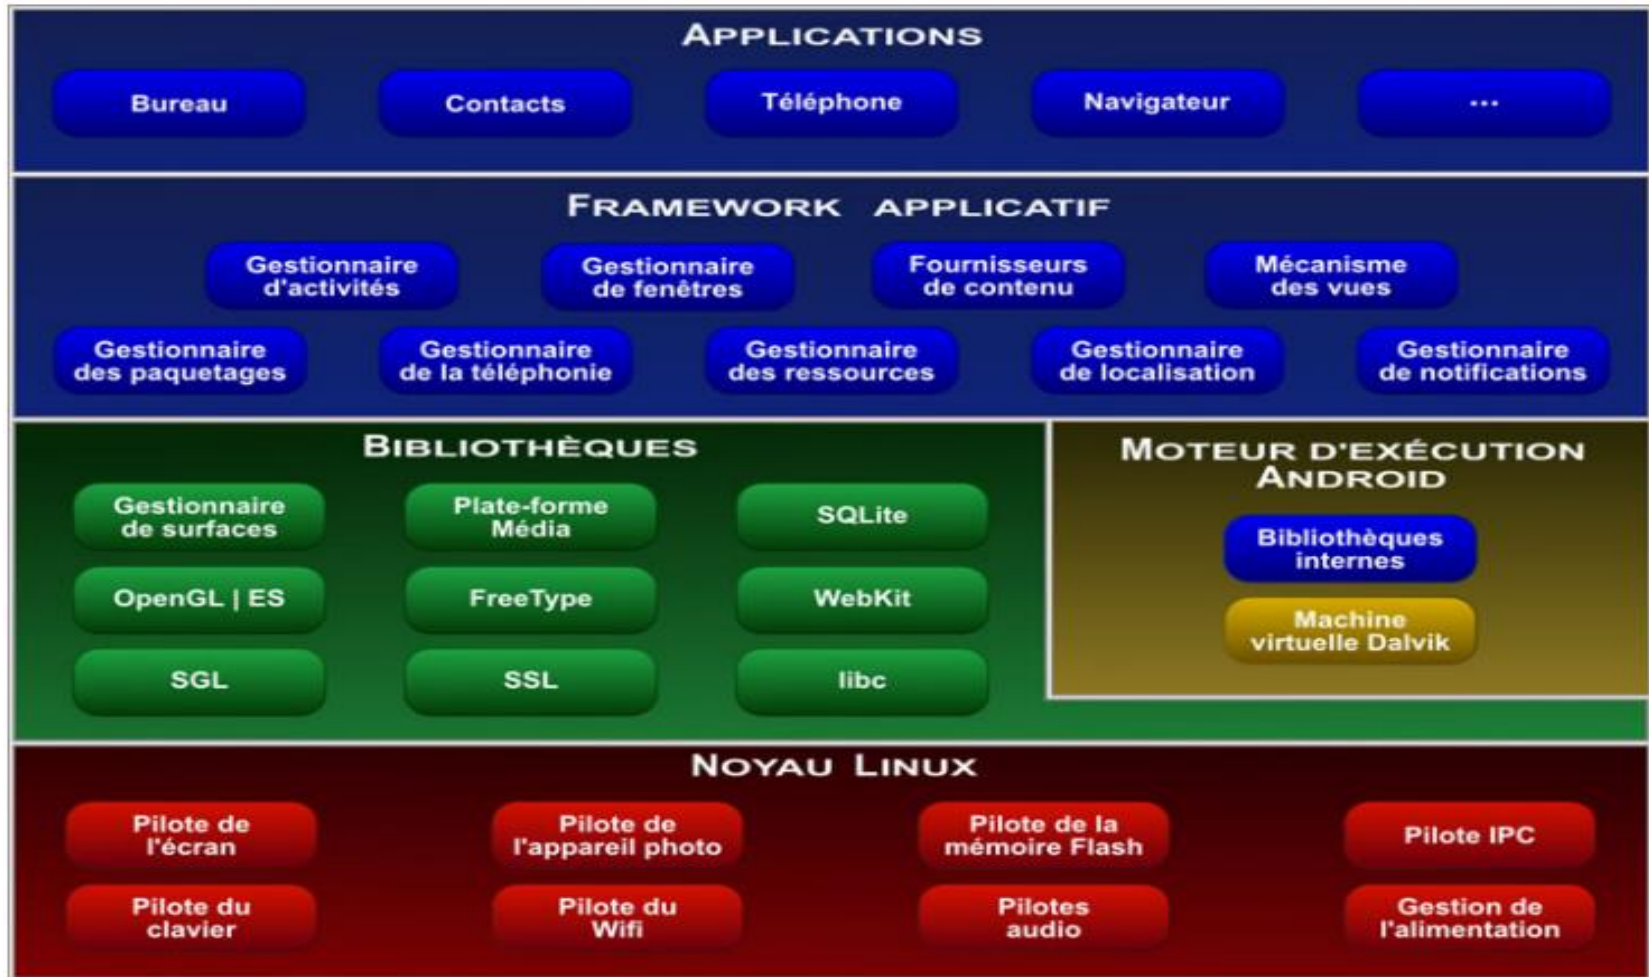 APPLICATIONS
Bureau
Contacts
Téléphone
Navigateur
...
FRAMEWORK APPLICATIF
Gestionnaire
d'activités
Gestionnaire
de fenêtres
Fournisseurs
de contenu
Mécanisme
des vues
Gestionnaire
des paquetages
Gestionnaire
de la téléphonie
Gestionnaire
des ressources
Gestionnaire
de localisation
Gestionnaire
de notifications
BIBLIOTHÈQUES
Gestionnaire
de surfaces
Plate-forme
Média
SQLite
OpenGL | ES
FreeType
WebKit
SGL
SSL
libc
MOTEUR D'EXÉCUTION
ANDROID
Bibliothèques
internes
Machine
virtuelle Dalvik
NOYAU LINUX
Pilote de
l'écran
Pilote de
l'appareil photo
Pilote de la
mémoire Flash
Pilote IPC
Pilote du
clavier
Pilote du
Wifi
Pilotes
audio
Gestion de
l'alimentation